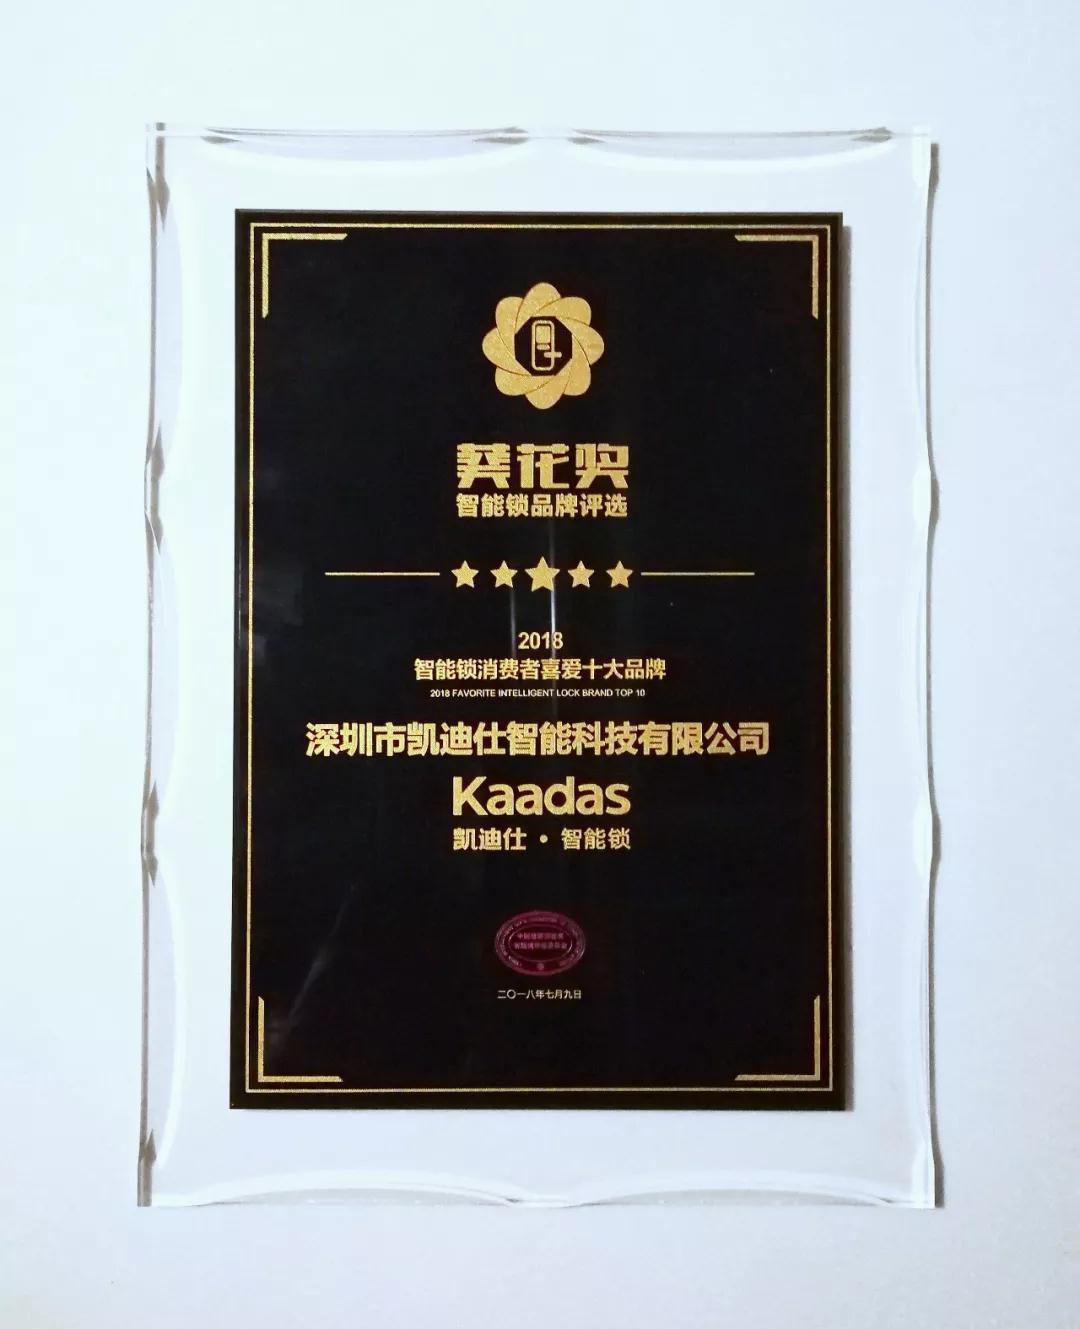 葵花奖
智能锁品牌评选
2018
智能锁消费者喜爱十大品牌
2018 FAVORITE INTELLIGENT LOCK BRAND TOP 10
深圳市凯迪仕智能科技有限公司
Kaadas
凯迪仕·智能锁
二〇一八年七月九日